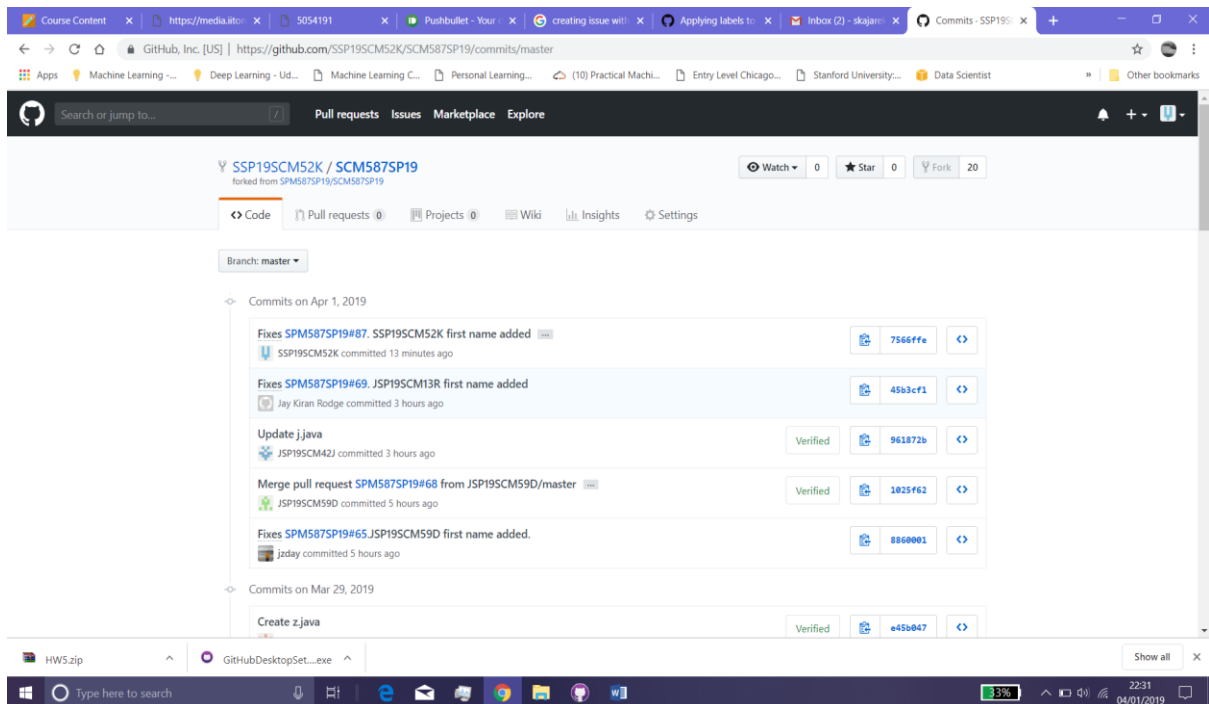 Course Content
https://media.iiton
5054191
Pushbullet - Your
creating issue with
Applying labels to
Inbox (2) - skajare
Commits · SSP19S
GitHub, Inc. [US] | https://github.com/SSP19SCM52K/SCM587SP19/commits/master
Apps Machine Learning -... Deep Learning - Ud... Machine Learning C... Personal Learning... (10) Practical Machi... Entry Level Chicago... Stanford University:... Data Scientist » Other bookmarks
Search or jump to... / Pull requests Issues Marketplace Explore
SSP19SCM52K / SCM587SP19
Watch 0 Star 0 Fork 20
forked from SPM587SP19/SCM587SP19
Code Pull requests 0 Projects 0 Wiki Insights Settings
Branch: master
Commits on Apr 1, 2019
Fixes SPM587SP19#87. SSP19SCM52K first name added ...
7566ffe
SSP19SCM52K committed 13 minutes ago
Fixes SPM587SP19#69. JSP19SCM13R first name added
45b3cf1
Jay Kiran Rodge committed 3 hours ago
Update j.java
Verified 961872b
JSP19SCM42J committed 3 hours ago
Merge pull request SPM587SP19#68 from JSP19SCM59D/master ...
Verified 1025f62
JSP19SCM59D committed 5 hours ago
Fixes SPM587SP19#65.JSP19SCM59D first name added.
8860001
jzday committed 5 hours ago
Commits on Mar 29, 2019
Create z.java
Verified e45b047
HW5.zip
GitHubDesktopSet....exe
Show all
Type here to search
33%
22:31
04/01/2019